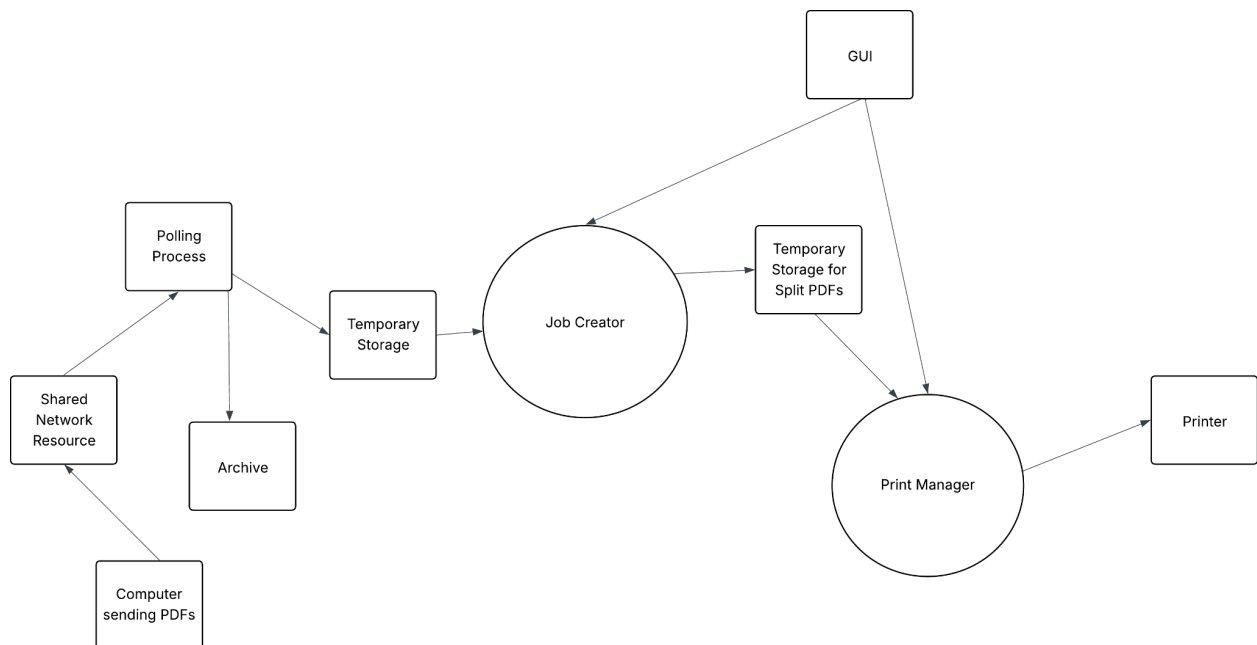 GUI
Polling
Process
Temporary
Storage for
Split PDFs
Temporary
Storage
Job Creator
Shared
Network
Resource
Printer
Archive
Print Manager
Computer
sending PDFs